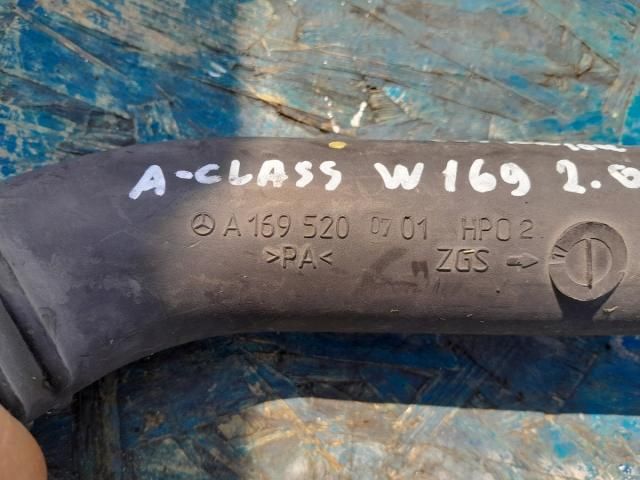 A-CLASS W169 2.0
A 169 520 07 01 HPO 2
>PA< ZGS →